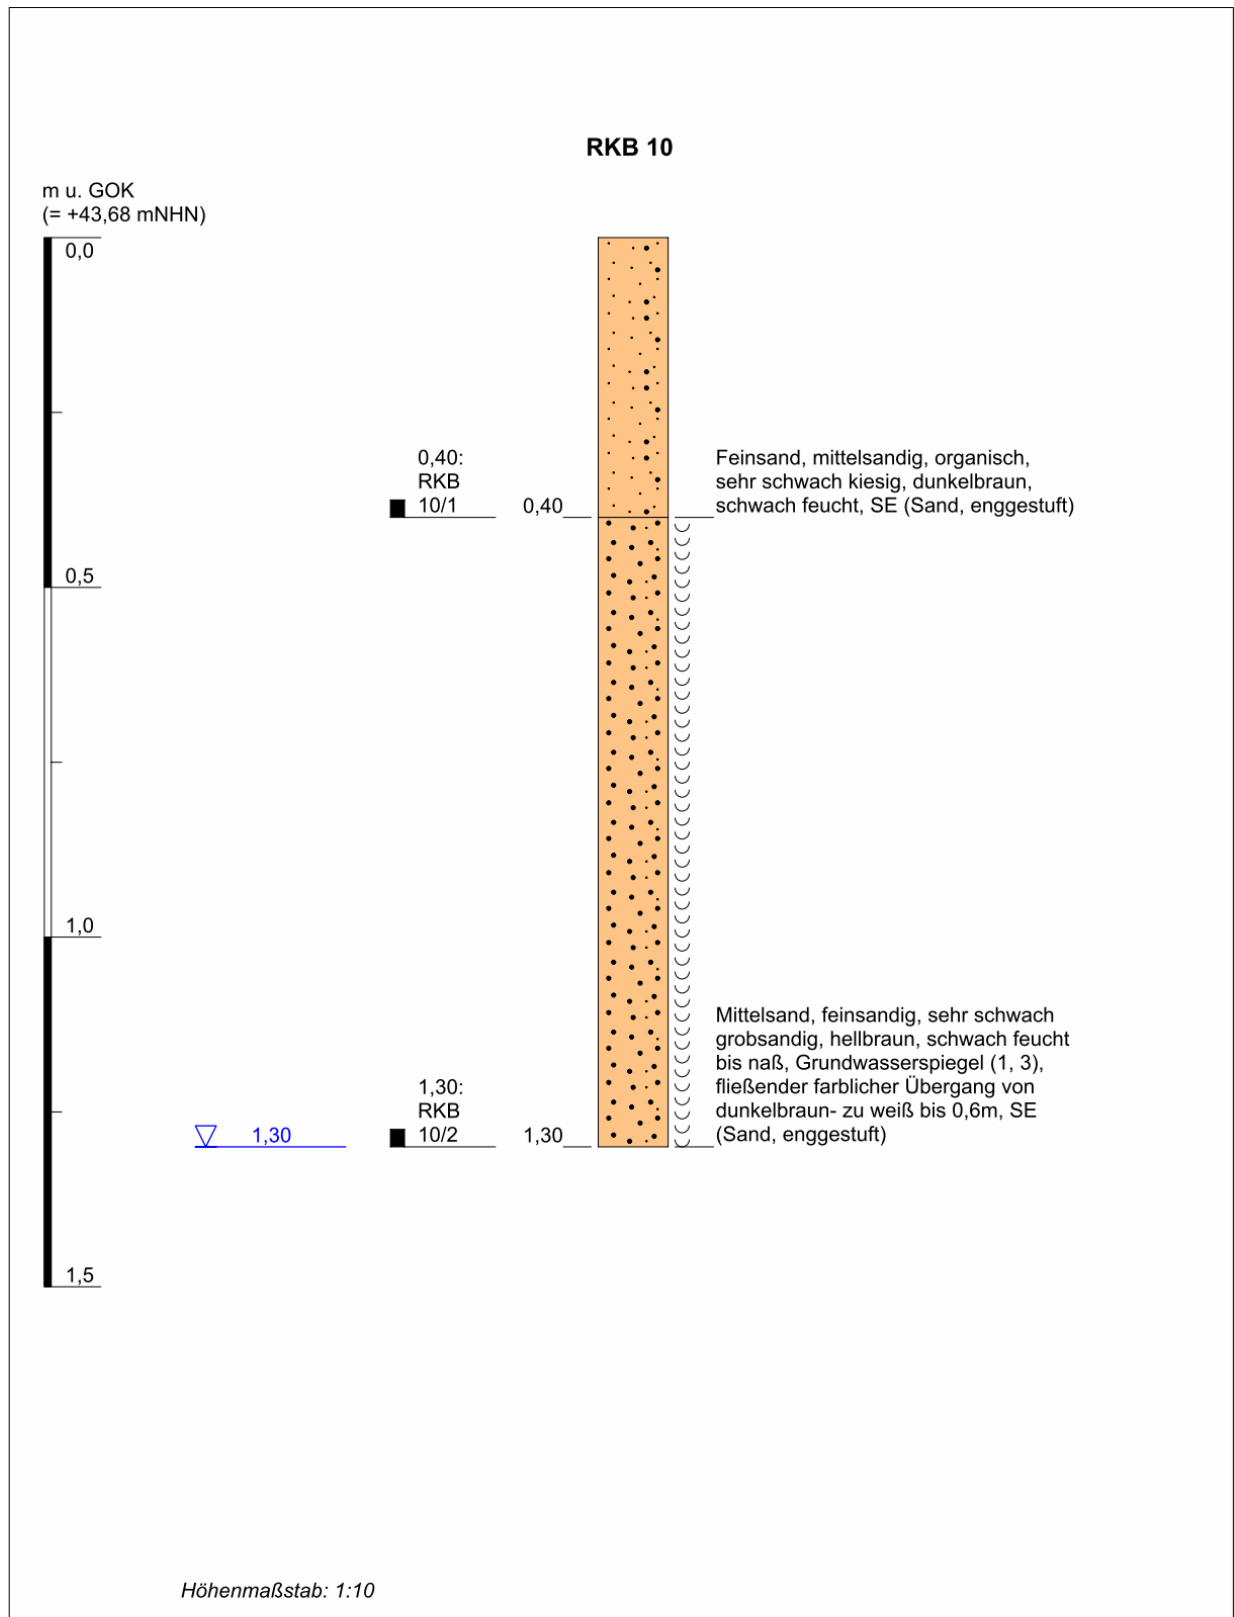 RKB 10
m u. GOK
(= +43,68 mNHN)
0,0
0,40:
RKB
10/1
0,40
Feinsand, mittelsandig, organisch,
sehr schwach kiesig, dunkelbraun,
schwach feucht, SE (Sand, enggestuft)
0,5
1,0
Mittelsand, feinsandig, sehr schwach
grobsandig, hellbraun, schwach feucht
bis naß, Grundwasserspiegel (1, 3),
fließender farblicher Übergang von
dunkelbraun- zu weiß bis 0,6m, SE
(Sand, enggestuft)
1,30:
RKB
10/2
1,30
1,30
1,5
Höhenmaßstab: 1:10